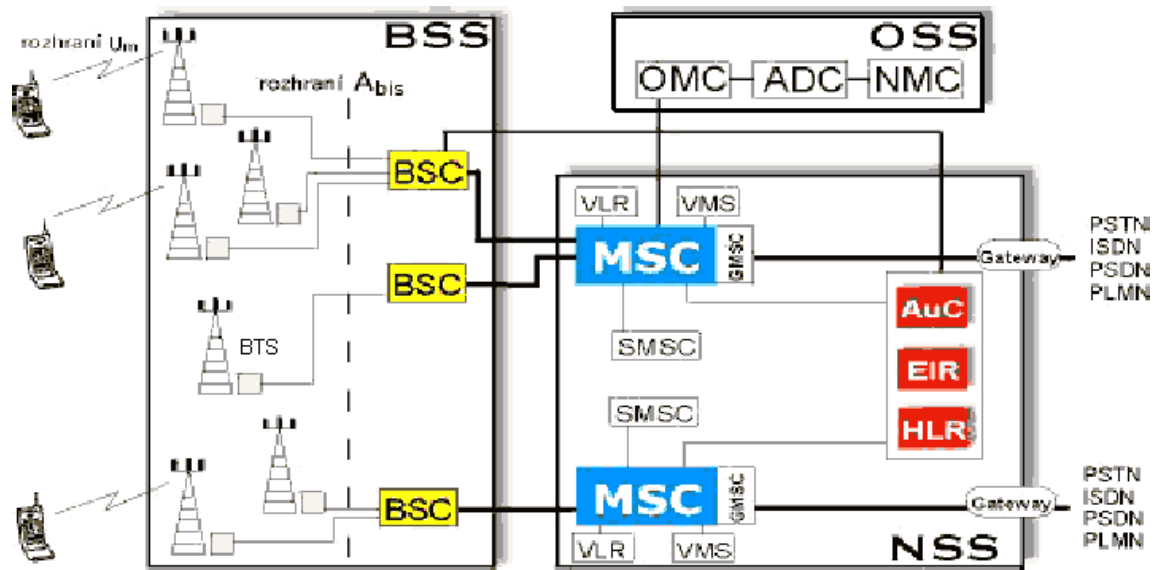 rozhraní Um
BSS
rozhraní Abis
BSC
BSC
BTS
BSC
OSS
OMC
ADC
NMC
VLR
VMS
MSC
GMSC
SMSC
Gateway
PSTN
ISDN
PSDN
PLMN
AuC
EIR
HLR
SMSC
MSC
GMSC
VLR
VMS
Gateway
PSTN
ISDN
PSDN
PLMN
NSS